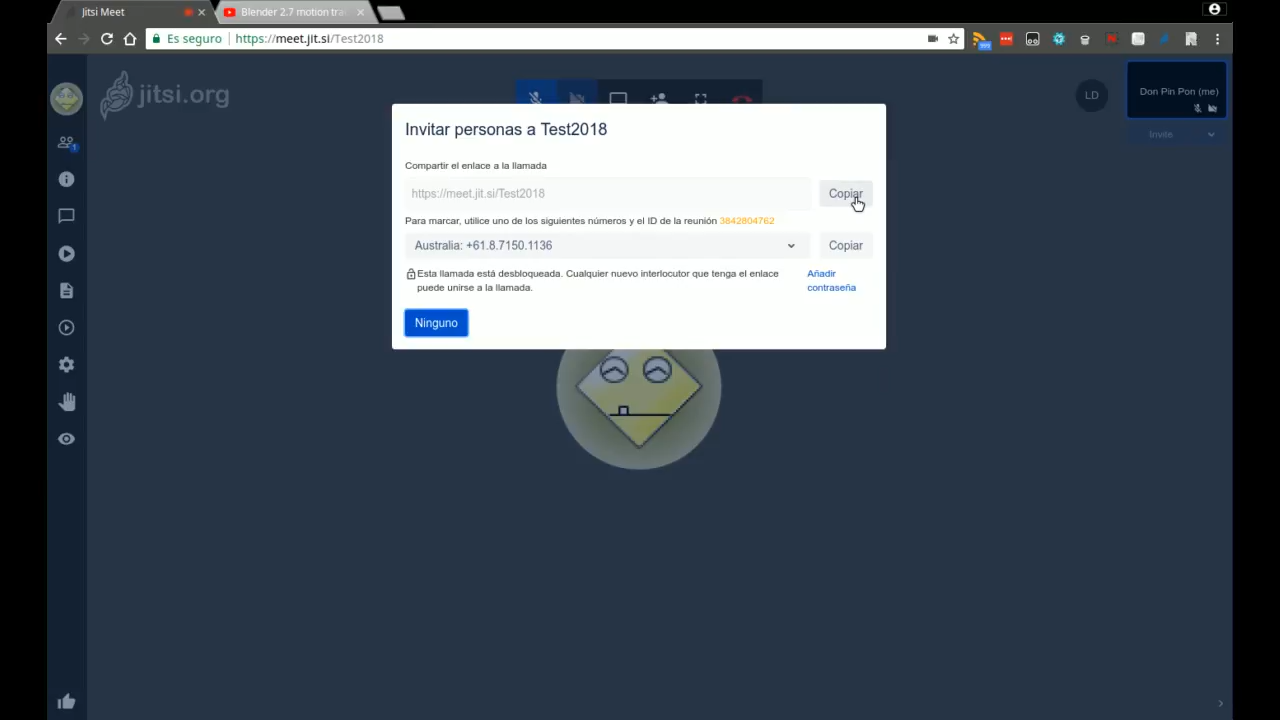 Jitsi Meet
Blender 2.7 motion tra
Es seguro
https://meet.jit.si/Test2018
999
jitsi.org
LD
Don Pin Pon (me)
Invite
1
Invitar personas a Test2018
Compartir el enlace a la llamada
https://meet.jit.si/Test2018
Copiar
Para marcar, utilice uno de los siguientes números y el ID de la reunión 3842804762
Australia: +61.8.7150.1136
Copiar
Esta llamada está desbloqueada. Cualquier nuevo interlocutor que tenga el enlace
puede unirse a la llamada.
Añadir
contraseña
Ninguno